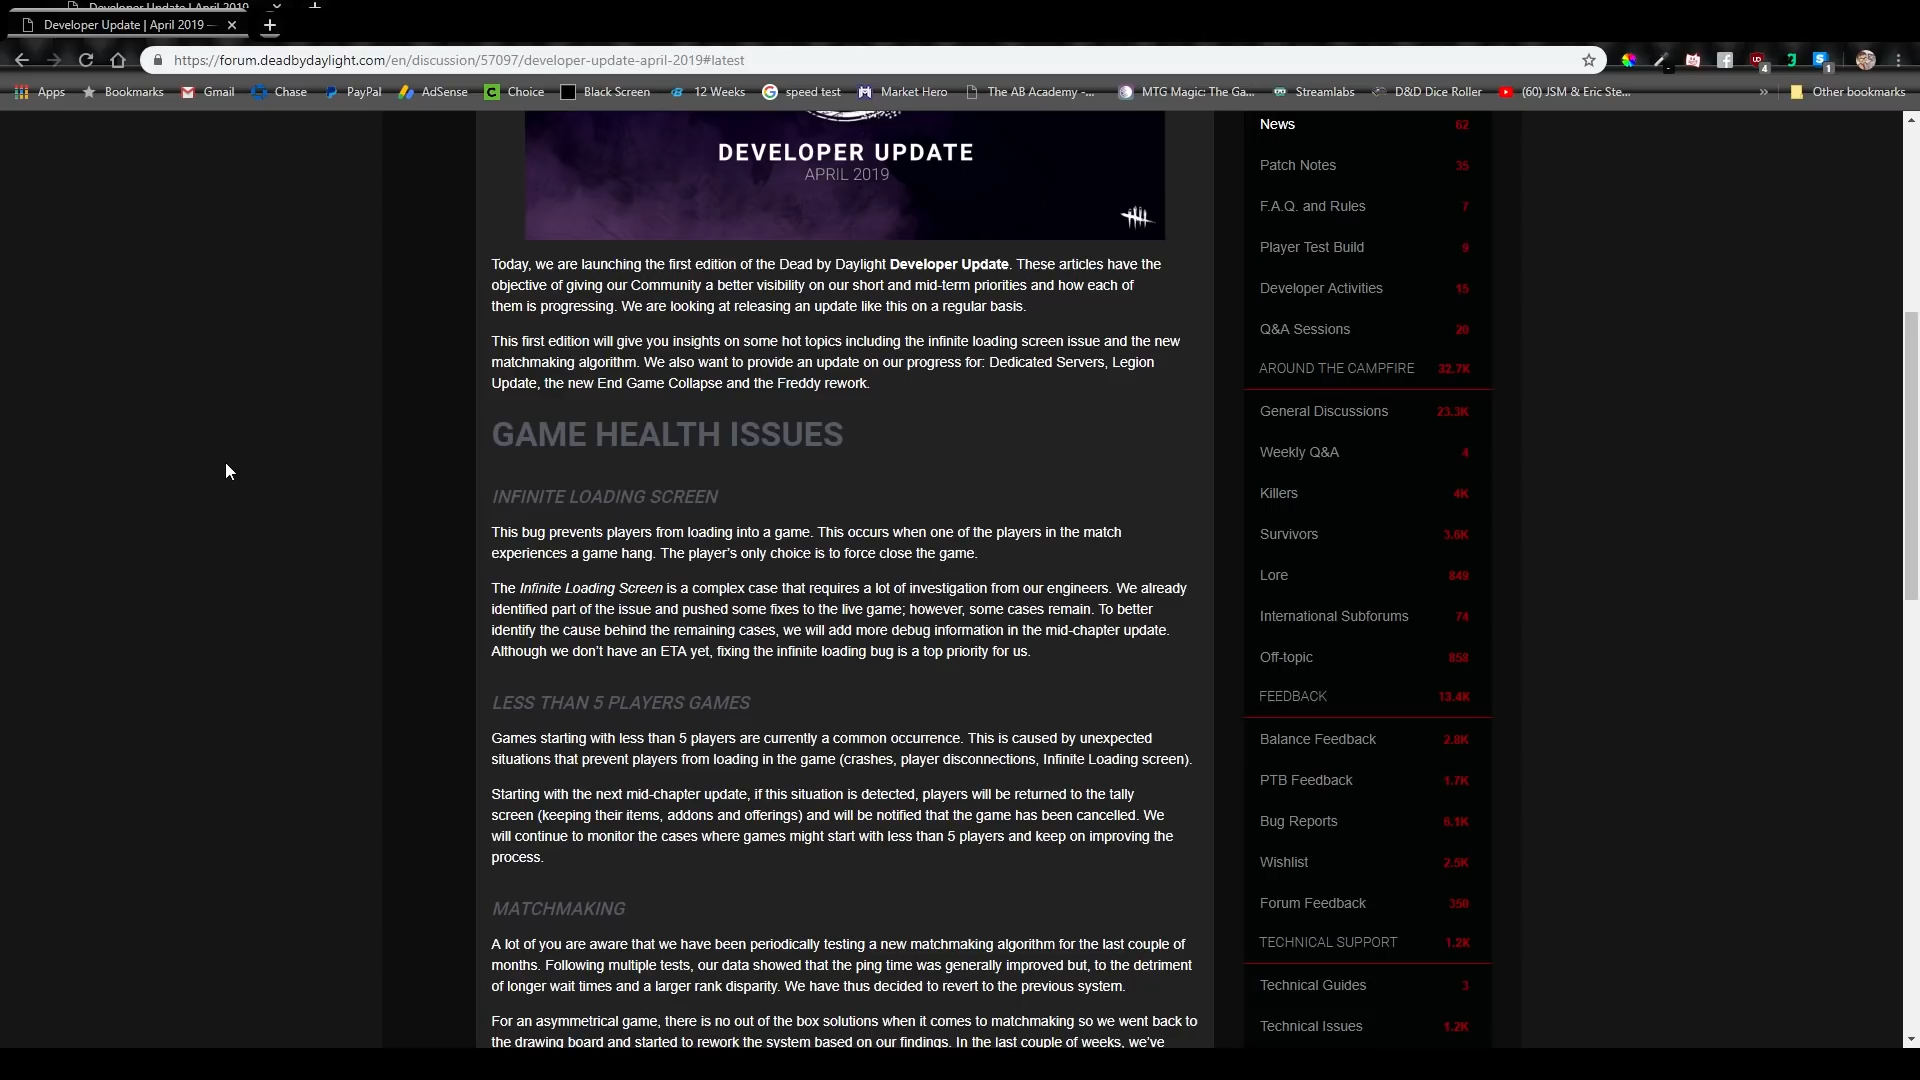 Developer Update | April 2019 –
https://forum.deadbydaylight.com/en/discussion/57097/developer-update-april-2019#latest
Apps Bookmarks Gmail Chase PayPal AdSense Choice Black Screen 12 Weeks speed test Market Hero The AB Academy -... MTG Magic: The Ga... Streamlabs D&D Dice Roller (60) JSM & Eric Ste... » Other bookmarks
DEVELOPER UPDATE
APRIL 2019
Today, we are launching the first edition of the Dead by Daylight Developer Update. These articles have the
objective of giving our Community a better visibility on our short and mid-term priorities and how each of
them is progressing. We are looking at releasing an update like this on a regular basis.
This first edition will give you insights on some hot topics including the infinite loading screen issue and the new
matchmaking algorithm. We also want to provide an update on our progress for: Dedicated Servers, Legion
Update, the new End Game Collapse and the Freddy rework.
GAME HEALTH ISSUES
INFINITE LOADING SCREEN
This bug prevents players from loading into a game. This occurs when one of the players in the match
experiences a game hang. The player's only choice is to force close the game.
The Infinite Loading Screen is a complex case that requires a lot of investigation from our engineers. We already
identified part of the issue and pushed some fixes to the live game; however, some cases remain. To better
identify the cause behind the remaining cases, we will add more debug information in the mid-chapter update.
Although we don't have an ETA yet, fixing the infinite loading bug is a top priority for us.
LESS THAN 5 PLAYERS GAMES
Games starting with less than 5 players are currently a common occurrence. This is caused by unexpected
situations that prevent players from loading in the game (crashes, player disconnections, Infinite Loading screen).
Starting with the next mid-chapter update, if this situation is detected, players will be returned to the tally
screen (keeping their items, addons and offerings) and will be notified that the game has been cancelled. We
will continue to monitor the cases where games might start with less than 5 players and keep on improving the
process.
MATCHMAKING
A lot of you are aware that we have been periodically testing a new matchmaking algorithm for the last couple of
months. Following multiple tests, our data showed that the ping time was generally improved but, to the detriment
of longer wait times and a larger rank disparity. We have thus decided to revert to the previous system.
For an asymmetrical game, there is no out of the box solutions when it comes to matchmaking so we went back to
the drawing board and started to rework the system based on our findings. In the last couple of weeks, we've
News 62
Patch Notes 35
F.A.Q. and Rules 7
Player Test Build 9
Developer Activities 15
Q&A Sessions 20
AROUND THE CAMPFIRE 32.7K
General Discussions 23.3K
Weekly Q&A 4
Killers 4K
Survivors 3.6K
Lore 849
International Subforums 74
Off-topic 858
FEEDBACK 13.4K
Balance Feedback 2.8K
PTB Feedback 1.7K
Bug Reports 6.1K
Wishlist 2.5K
Forum Feedback 350
TECHNICAL SUPPORT 1.2K
Technical Guides 3
Technical Issues 1.2K